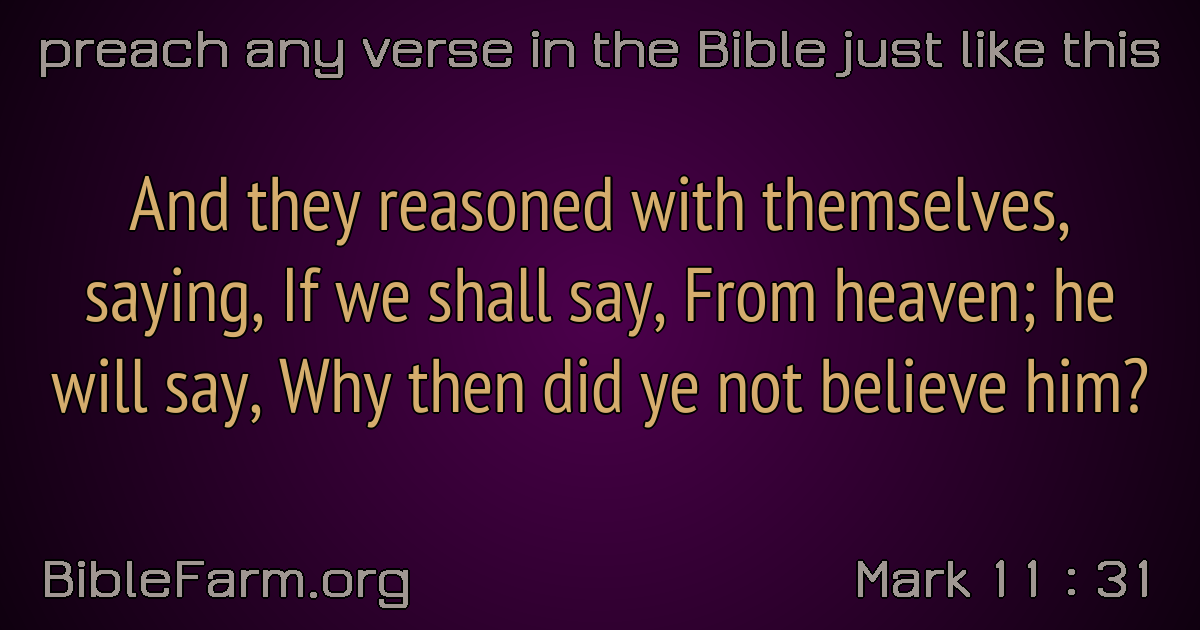 preach any verse in the Bible just like this
And they reasoned with themselves,
saying, If we shall say, From heaven; he
will say, Why then did ye not believe him?
BibleFarm.org
Mark 11 : 31